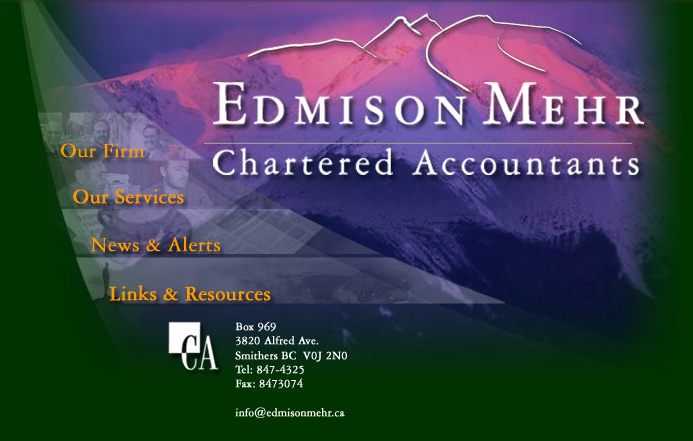 EDMISON MEHR
Chartered Accountants
Our Firm
Our Services
News & Alerts
Links & Resources
CA
Box 969
3820 Alfred Ave.
Smithers BC V0J 2N0
Tel: 847-4325
Fax: 8473074
info@edmisonmehr.ca